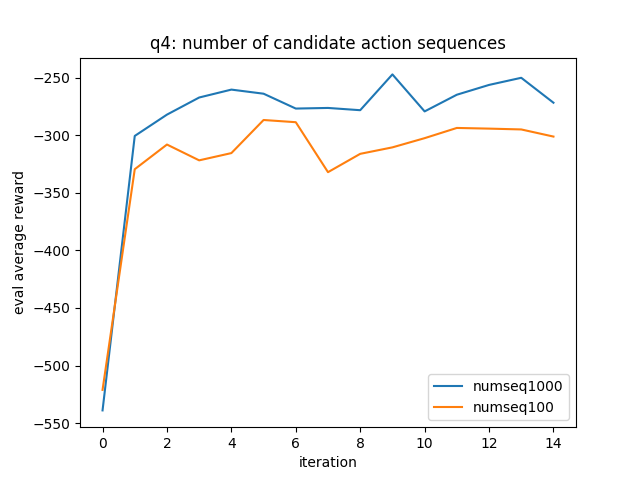 q4: number of candidate action sequences
eval average reward
−250
−300
−350
−400
−450
−500
−550
0 2 4 6 8 10 12 14
iteration
numseq1000
numseq100